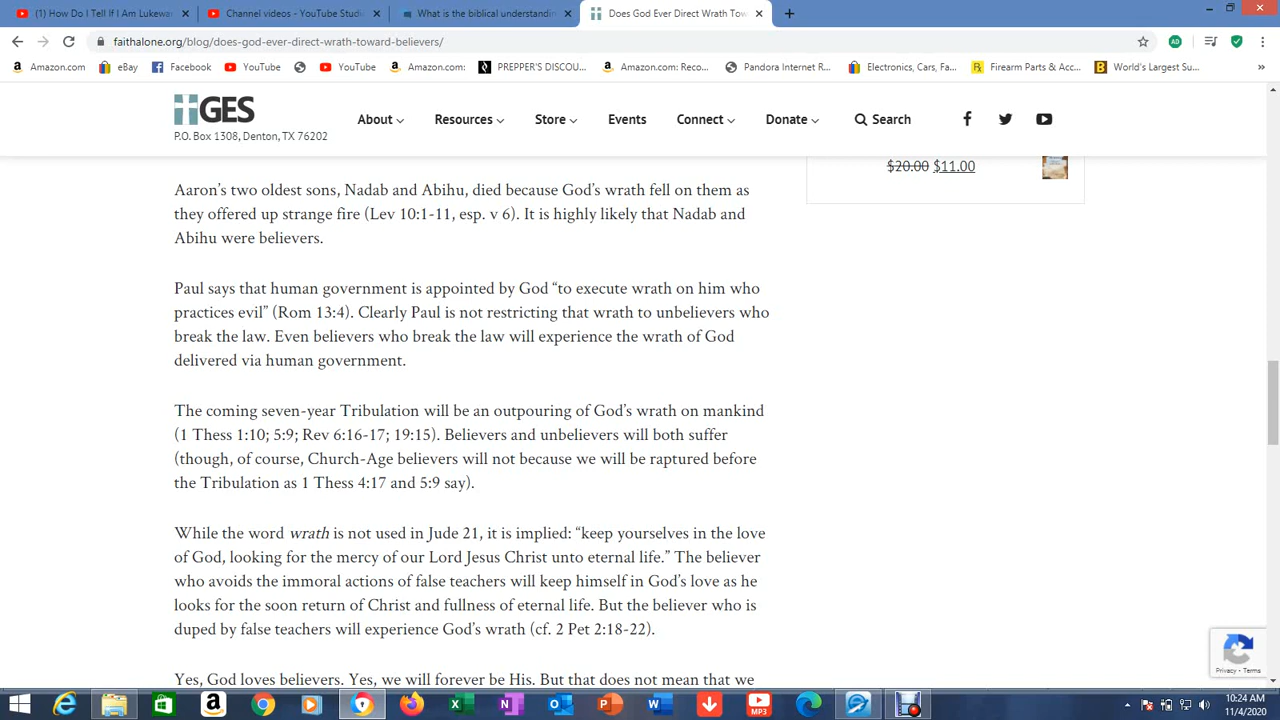 (1) How Do I Tell If I Am Lukewa
Channel videos - YouTube Studi
What is the biblical understandin
Does God Ever Direct Wrath Tow
faithalone.org/blog/does-god-ever-direct-wrath-toward-believers/
AD
Amazon.com
eBay
Facebook
YouTube
YouTube
Amazon.com:
PREPPER'S DISCOU...
Amazon.com: Reco...
Pandora Internet R...
Electronics, Cars, Fa...
Firearm Parts & Acc...
World's Largest Su...
GES
P.O. Box 1308, Denton, TX 76202
About
Resources
Store
Events
Connect
Donate
Search
$20.00 $11.00
Aaron's two oldest sons, Nadab and Abihu, died because God's wrath fell on them as
they offered up strange fire (Lev 10:1-11, esp. v 6). It is highly likely that Nadab and
Abihu were believers.
Paul says that human government is appointed by God “to execute wrath on him who
practices evil” (Rom 13:4). Clearly Paul is not restricting that wrath to unbelievers who
break the law. Even believers who break the law will experience the wrath of God
delivered via human government.
The coming seven-year Tribulation will be an outpouring of God's wrath on mankind
(1 Thess 1:10; 5:9; Rev 6:16-17; 19:15). Believers and unbelievers will both suffer
(though, of course, Church-Age believers will not because we will be raptured before
the Tribulation as 1 Thess 4:17 and 5:9 say).
While the word wrath is not used in Jude 21, it is implied: “keep yourselves in the love
of God, looking for the mercy of our Lord Jesus Christ unto eternal life.” The believer
who avoids the immoral actions of false teachers will keep himself in God's love as he
looks for the soon return of Christ and fullness of eternal life. But the believer who is
duped by false teachers will experience God's wrath (cf. 2 Pet 2:18-22).
Yes, God loves believers. Yes, we will forever be His. But that does not mean that we
Privacy - Terms
MP3
10:24 AM
11/4/2020